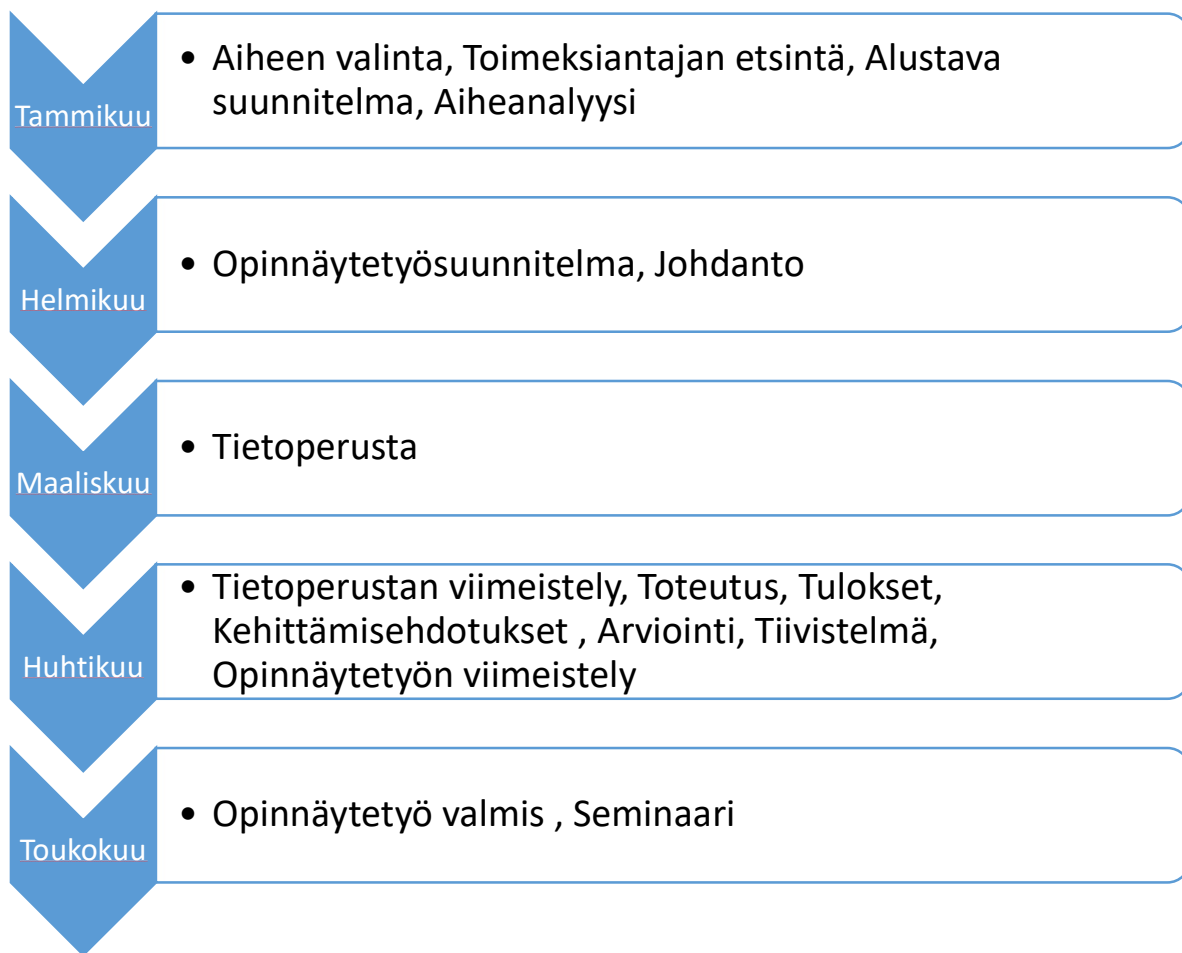 Tammikuu
• Aiheen valinta, Toimeksiantajan etsintä, Alustava
suunnitelma, Aiheanalyysi
Helmikuu
• Opinnäytetyösuunnitelma, Johdanto
Maaliskuu
• Tietoperusta
Huhtikuu
• Tietoperustan viimeistely, Toteutus, Tulokset,
Kehittämisehdotukset , Arviointi, Tiivistelmä,
Opinnäytetyön viimeistely
Toukokuu
• Opinnäytetyö valmis , Seminaari